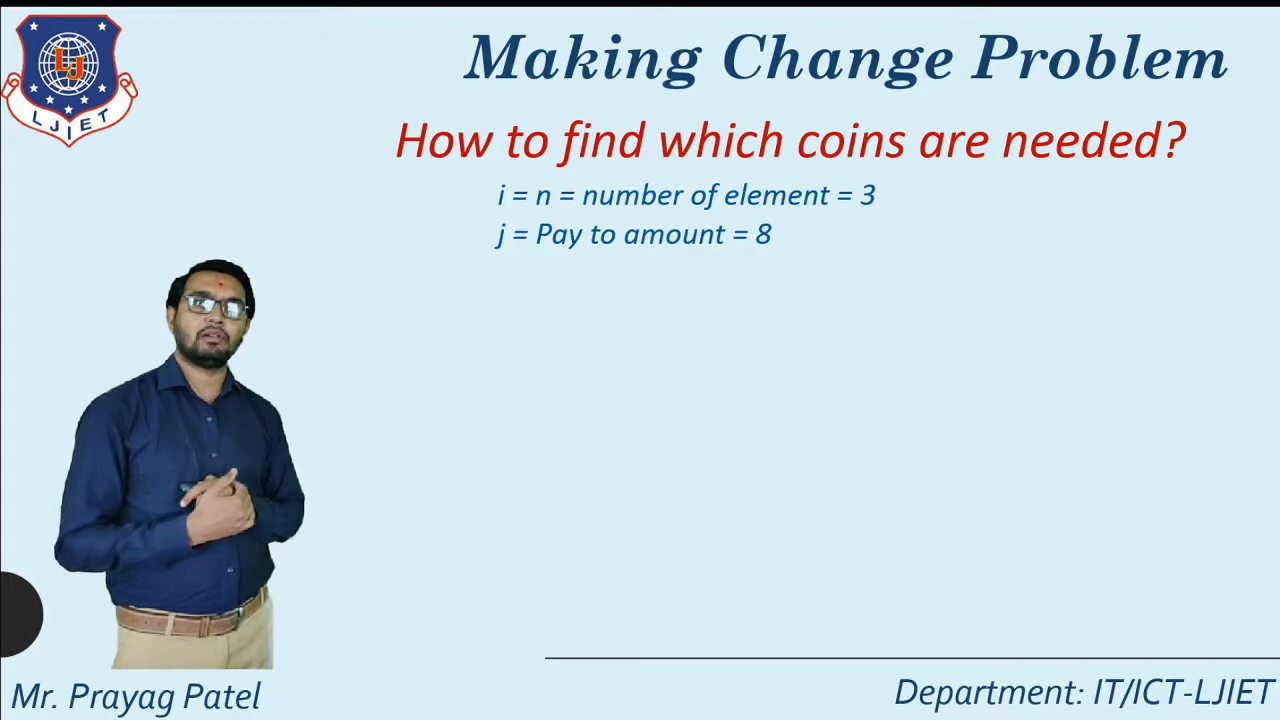 LJ
LJIET
Making Change Problem
How to find which coins are needed?
i = n = number of element = 3
j = Pay to amount = 8
Mr. Prayag Patel
Department: IT/ICT-LJIET